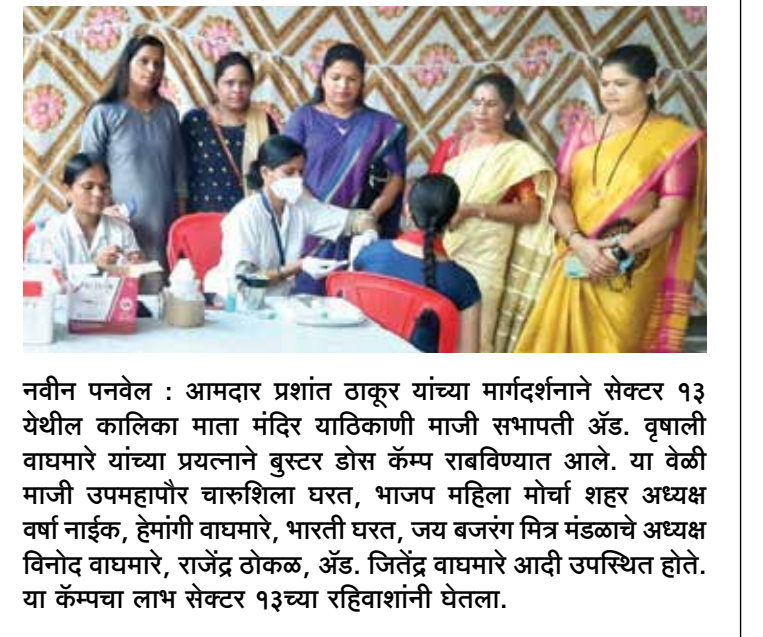 नवीन पनवेल : आमदार प्रशांत ठाकूर यांच्या मार्गदर्शनाने सेक्टर १३
येथील कालिका माता मंदिर याठिकाणी माजी सभापती ॲड. वृषाली
वाघमारे यांच्या प्रयत्नाने बुस्टर डोस कॅम्प राबविण्यात आले. या वेळी
माजी उपमहापौर चारुशिला घरत, भाजप महिला मोर्चा शहर अध्यक्ष
वर्षा नाईक, हेमांगी वाघमारे, भारती घरत, जय बजरंग मित्र मंडळाचे अध्यक्ष
विनोद वाघमारे, राजेंद्र ठोकळ, ॲड. जितेंद्र वाघमारे आदी उपस्थित होते.
या कॅम्पचा लाभ सेक्टर १३च्या रहिवाशांनी घेतला.